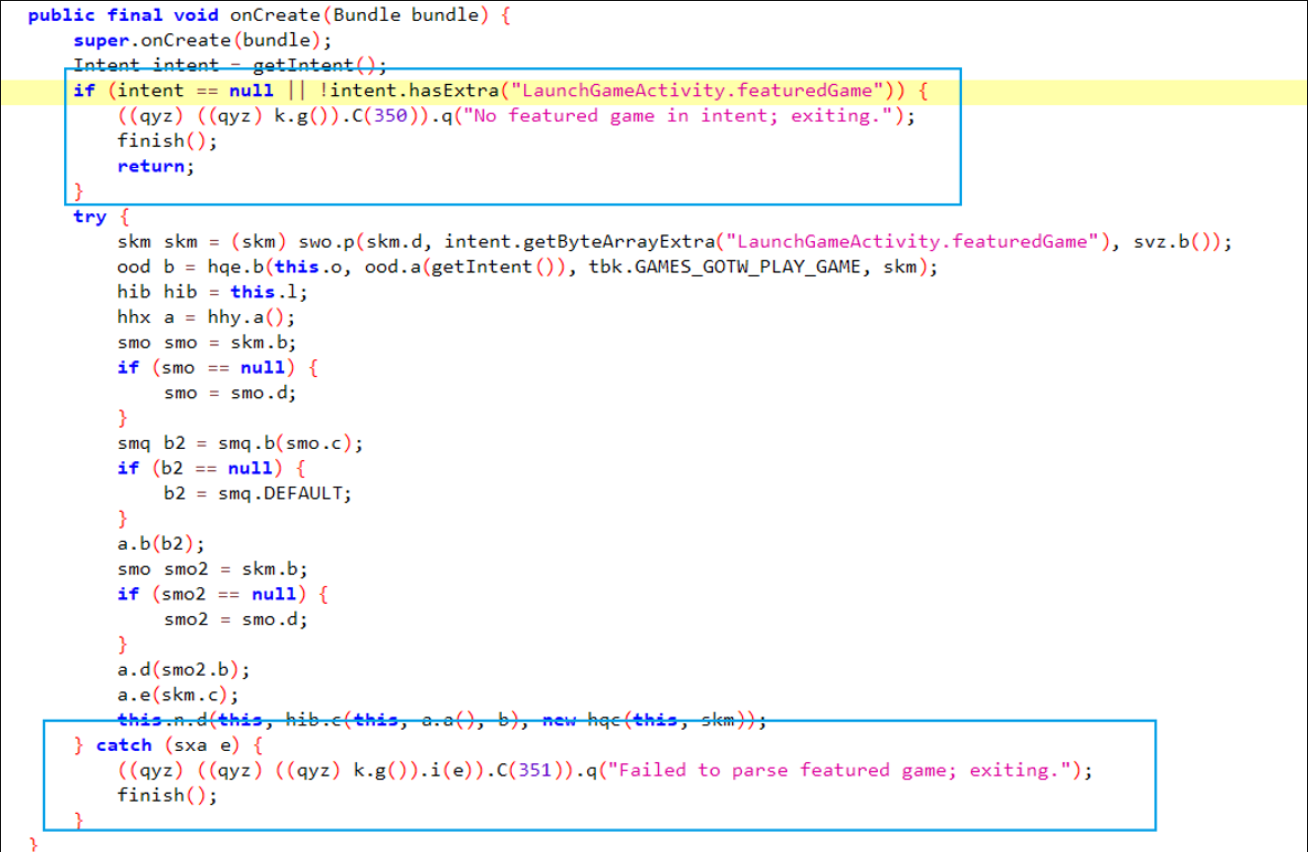 public final void onCreate(Bundle bundle) {
super.onCreate(bundle);
Intent intent = getIntent();
if (intent == null || !intent.hasExtra("LaunchGameActivity.featuredGame")) {
((qyz) ((qyz) k.g()).C(350)).q("No featured game in intent; exiting.");
finish();
return;
}
try {
skm skm = (skm) swo.p(skm.d, intent.getByteArrayExtra("LaunchGameActivity.featuredGame"), svz.b());
ood b = hqe.b(this.o, ood.a(getIntent()), tbk.GAMES_GOTW_PLAY_GAME, skm);
hib hib = this.l;
hhx a = hhy.a();
smo smo = skm.b;
if (smo == null) {
smo = smo.d;
}
smq b2 = smq.b(smo.c);
if (b2 == null) {
b2 = smq.DEFAULT;
}
a.b(b2);
smo smo2 = skm.b;
if (smo2 == null) {
smo2 = smo.d;
}
a.d(smo2.b);
a.e(skm.c);
this.n.d(this, hib.c(this, a.a(), b), new hqc(this, skm));
} catch (sxa e) {
((qyz) ((qyz) ((qyz) k.g()).i(e)).C(351)).q("Failed to parse featured game; exiting.");
finish();
}
}